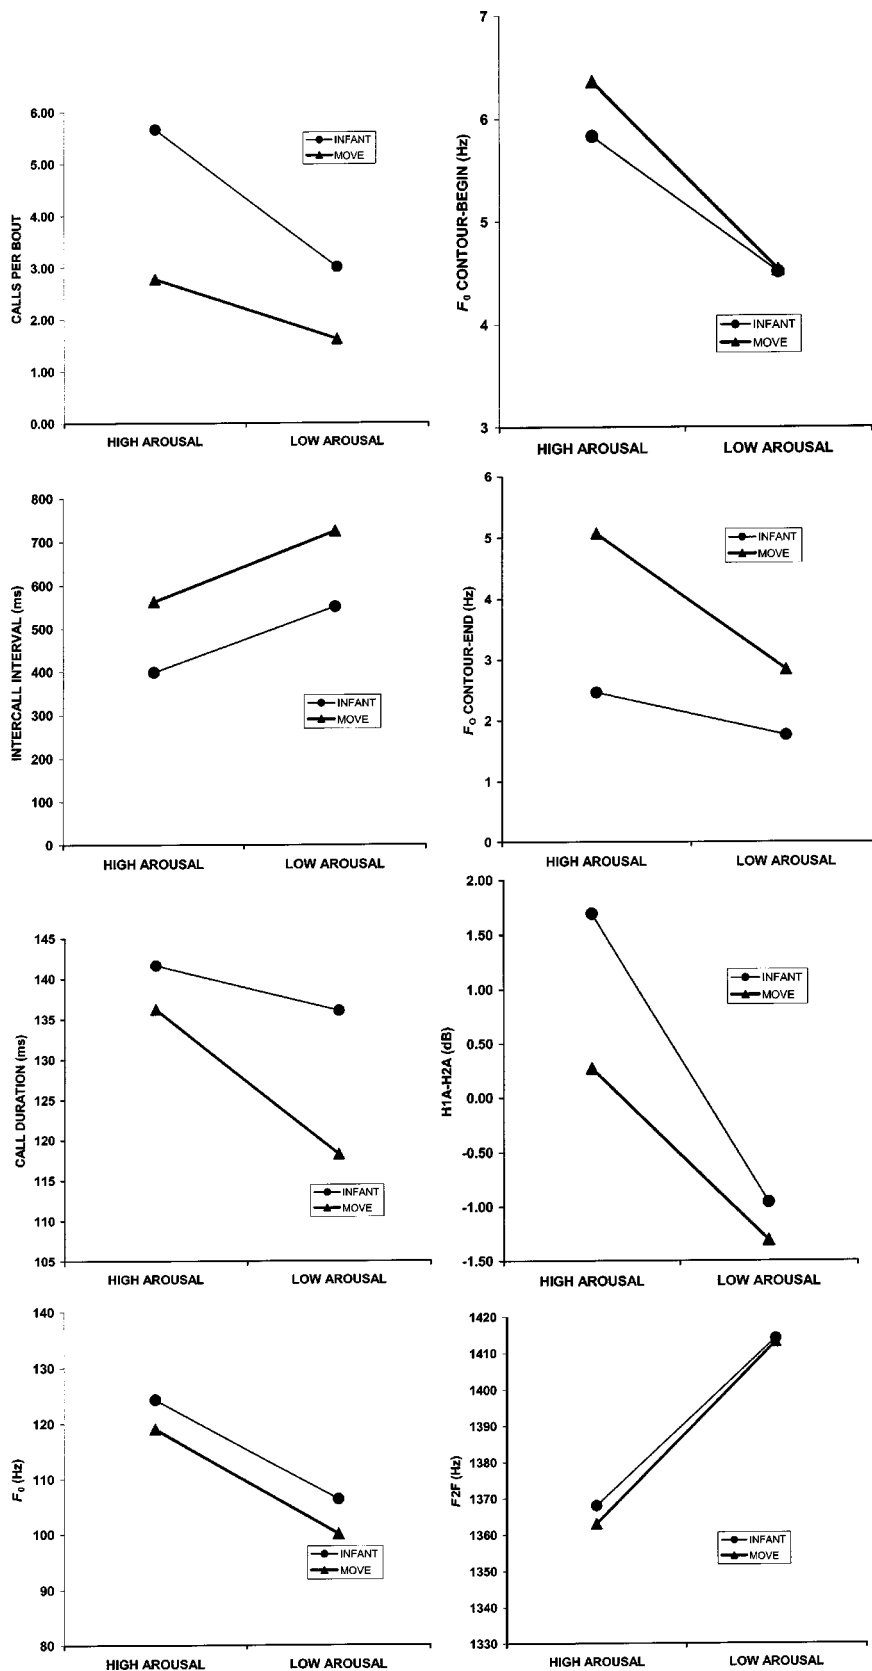 CALLS PER BOUT
6.00
5.00
4.00
3.00
2.00
1.00
0.00
INFANT
MOVE
HIGH AROUSAL LOW AROUSAL
F0 CONTOUR-BEGIN (Hz)
7
6
5
4
3
INFANT
MOVE
HIGH AROUSAL LOW AROUSAL
INTERCALL INTERVAL (ms)
800
700
600
500
400
300
200
100
0
INFANT
MOVE
HIGH AROUSAL LOW AROUSAL
FO CONTOUR-END (Hz)
6
5
4
3
2
1
0
INFANT
MOVE
HIGH AROUSAL LOW AROUSAL
CALL DURATION (ms)
145
140
135
130
125
120
115
110
105
INFANT
MOVE
HIGH AROUSAL LOW AROUSAL
H1A-H2A (dB)
2.00
1.50
1.00
0.50
0.00
-0.50
-1.00
-1.50
INFANT
MOVE
HIGH AROUSAL LOW AROUSAL
F0 (Hz)
140
130
120
110
100
90
80
INFANT
MOVE
HIGH AROUSAL LOW AROUSAL
F2F (Hz)
1420
1410
1400
1390
1380
1370
1360
1350
1340
1330
INFANT
MOVE
HIGH AROUSAL LOW AROUSAL